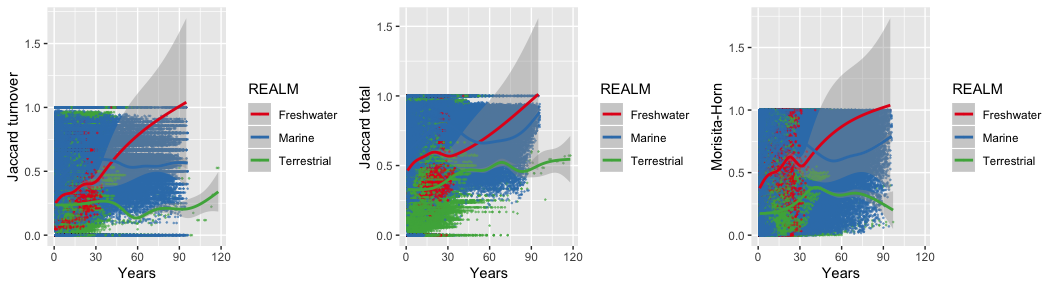 Jaccard turnover
1.5
1.0
0.5
0.0
0 30 60 90 120
Years
REALM
Freshwater
Marine
Terrestrial
Jaccard total
1.5
1.0
0.5
0.0
0 30 60 90 120
Years
REALM
Freshwater
Marine
Terrestrial
Morisita-Horn
1.5
1.0
0.5
0.0
0 30 60 90 120
Years
REALM
Freshwater
Marine
Terrestrial